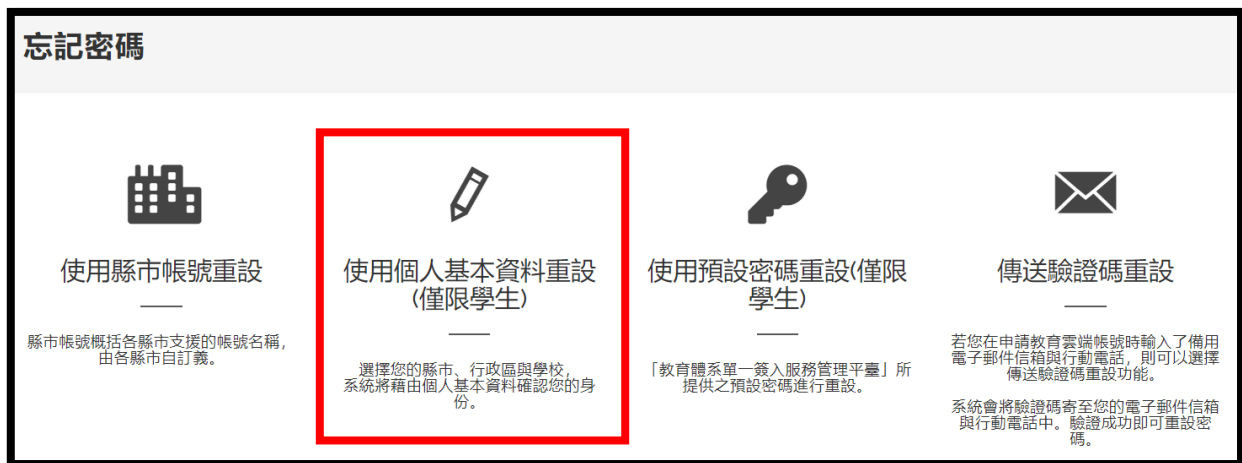 忘記密碼
使用縣市帳號重設
縣市帳號概括各縣市支援的帳號名稱，
由各縣市自訂義。
使用個人基本資料重設
(僅限學生)
選擇您的縣市、行政區與學校，
系統將藉由個人基本資料確認您的身
份。
使用預設密碼重設(僅限
學生)
「教育體系單一簽入服務管理平臺」所
提供之預設密碼進行重設。
傳送驗證碼重設
若您在申請教育雲端帳號時輸入了備用
電子郵件信箱與行動電話，則可以選擇
傳送驗證碼重設功能。
系統會將驗證碼寄至您的電子郵件信箱
與行動電話中。驗證成功即可重設密
碼。